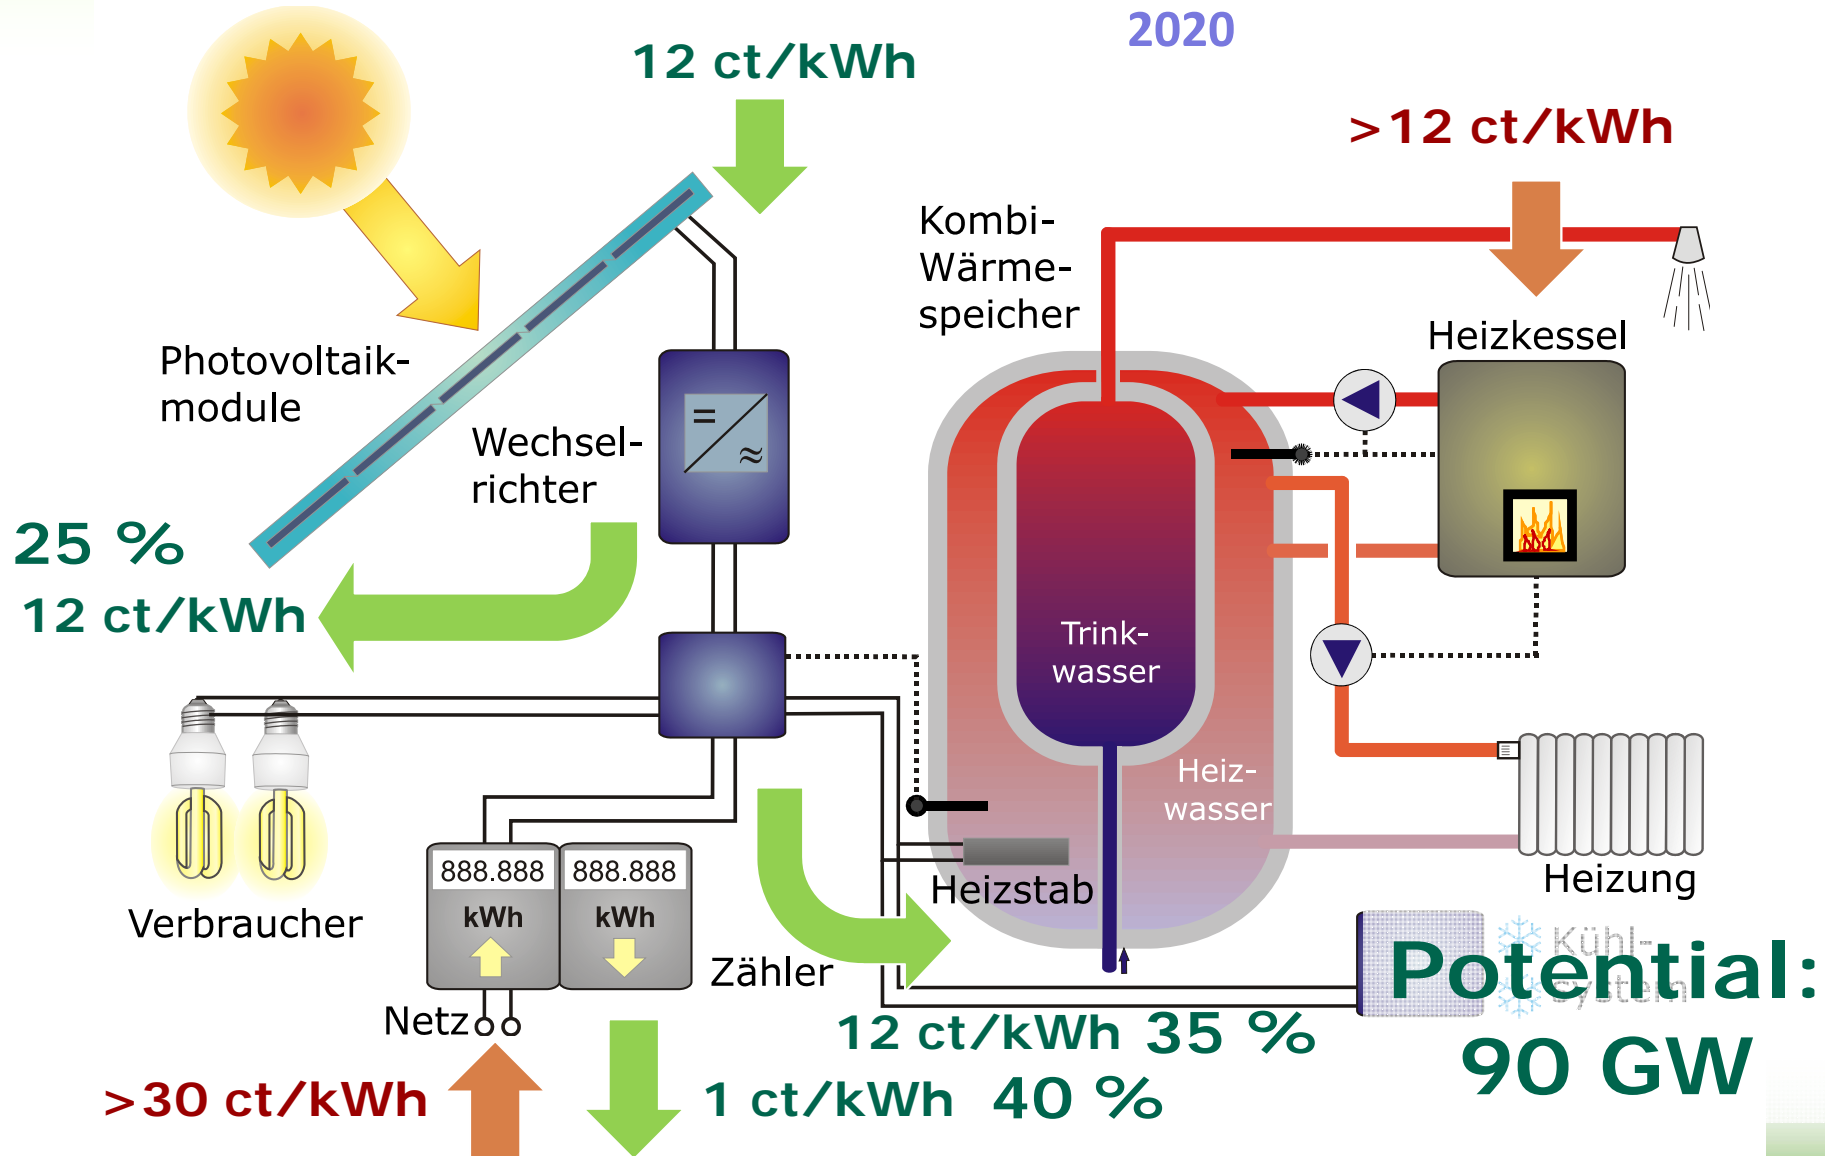 2020
12 ct/kWh
>12 ct/kWh
Kombi-
Wärme-
speicher
Heizkessel
Photovoltaik-
module
Wechsel-
richter
=
≈
25 %
12 ct/kWh
Trink-
wasser
Heiz-
wasser
888.888
888.888
kWh
kWh
Heizstab
Heizung
Verbraucher
Zähler
Netz
Kühl-
system
Potential:
90 GW
12 ct/kWh 35 %
>30 ct/kWh
1 ct/kWh 40 %